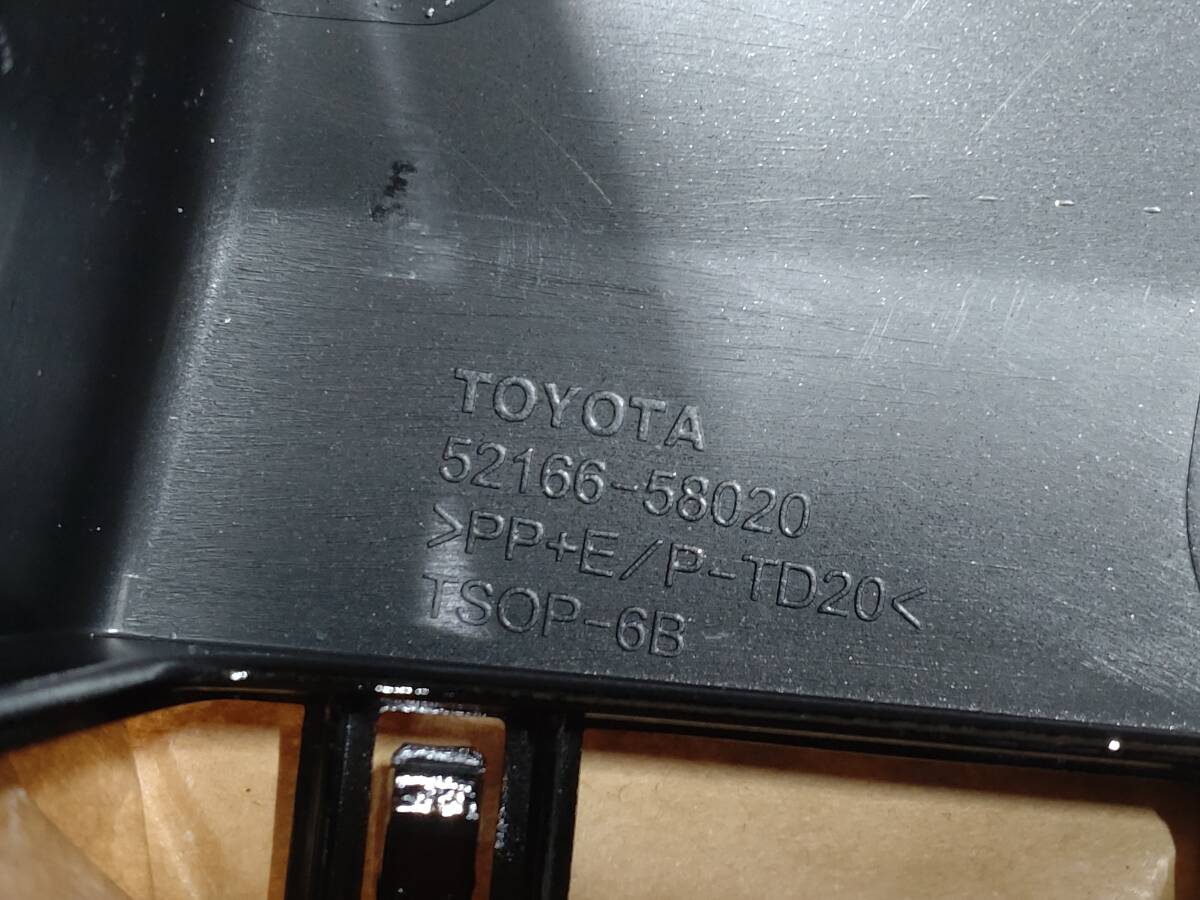 TOYOTA
52166-58020
>PP+E/P-TD20<
TSOP-6B